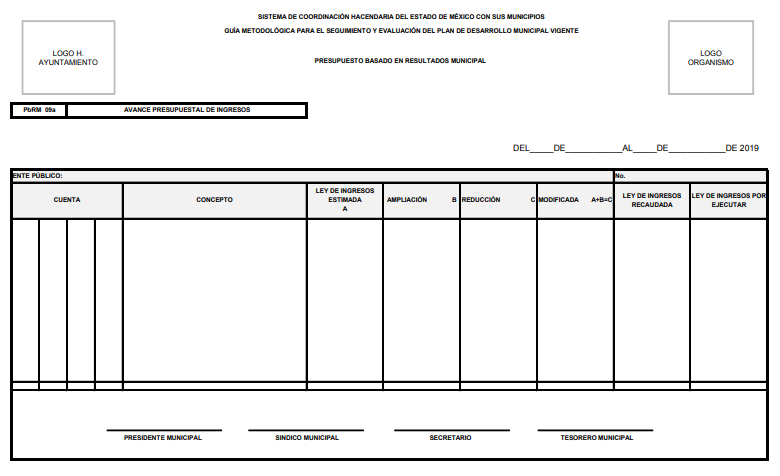 SISTEMA DE COORDINACIÓN HACENDARIA DEL ESTADO DE MÉXICO CON SUS MUNICIPIOS
GUÍA METODOLÓGICA PARA EL SEGUIMIENTO Y EVALUACIÓN DEL PLAN DE DESARROLLO MUNICIPAL VIGENTE
LOGO H.
AYUNTAMIENTO
PRESUPUESTO BASADO EN RESULTADOS MUNICIPAL
LOGO
ORGANISMO
PbRM 09a AVANCE PRESUPUESTAL DE INGRESOS
DEL_____DE____________AL_____DE____________DE 2019
ENTE PÚBLICO: No.
CUENTA
CONCEPTO
LEY DE INGRESOS
ESTIMADA
A
AMPLIACIÓN B
REDUCCIÓN C
MODIFICADA A+B=C
LEY DE INGRESOS
RECAUDADA
LEY DE INGRESOS POR
EJECUTAR
PRESIDENTE MUNICIPAL
SINDICO MUNICIPAL
SECRETARIO
TESORERO MUNICIPAL